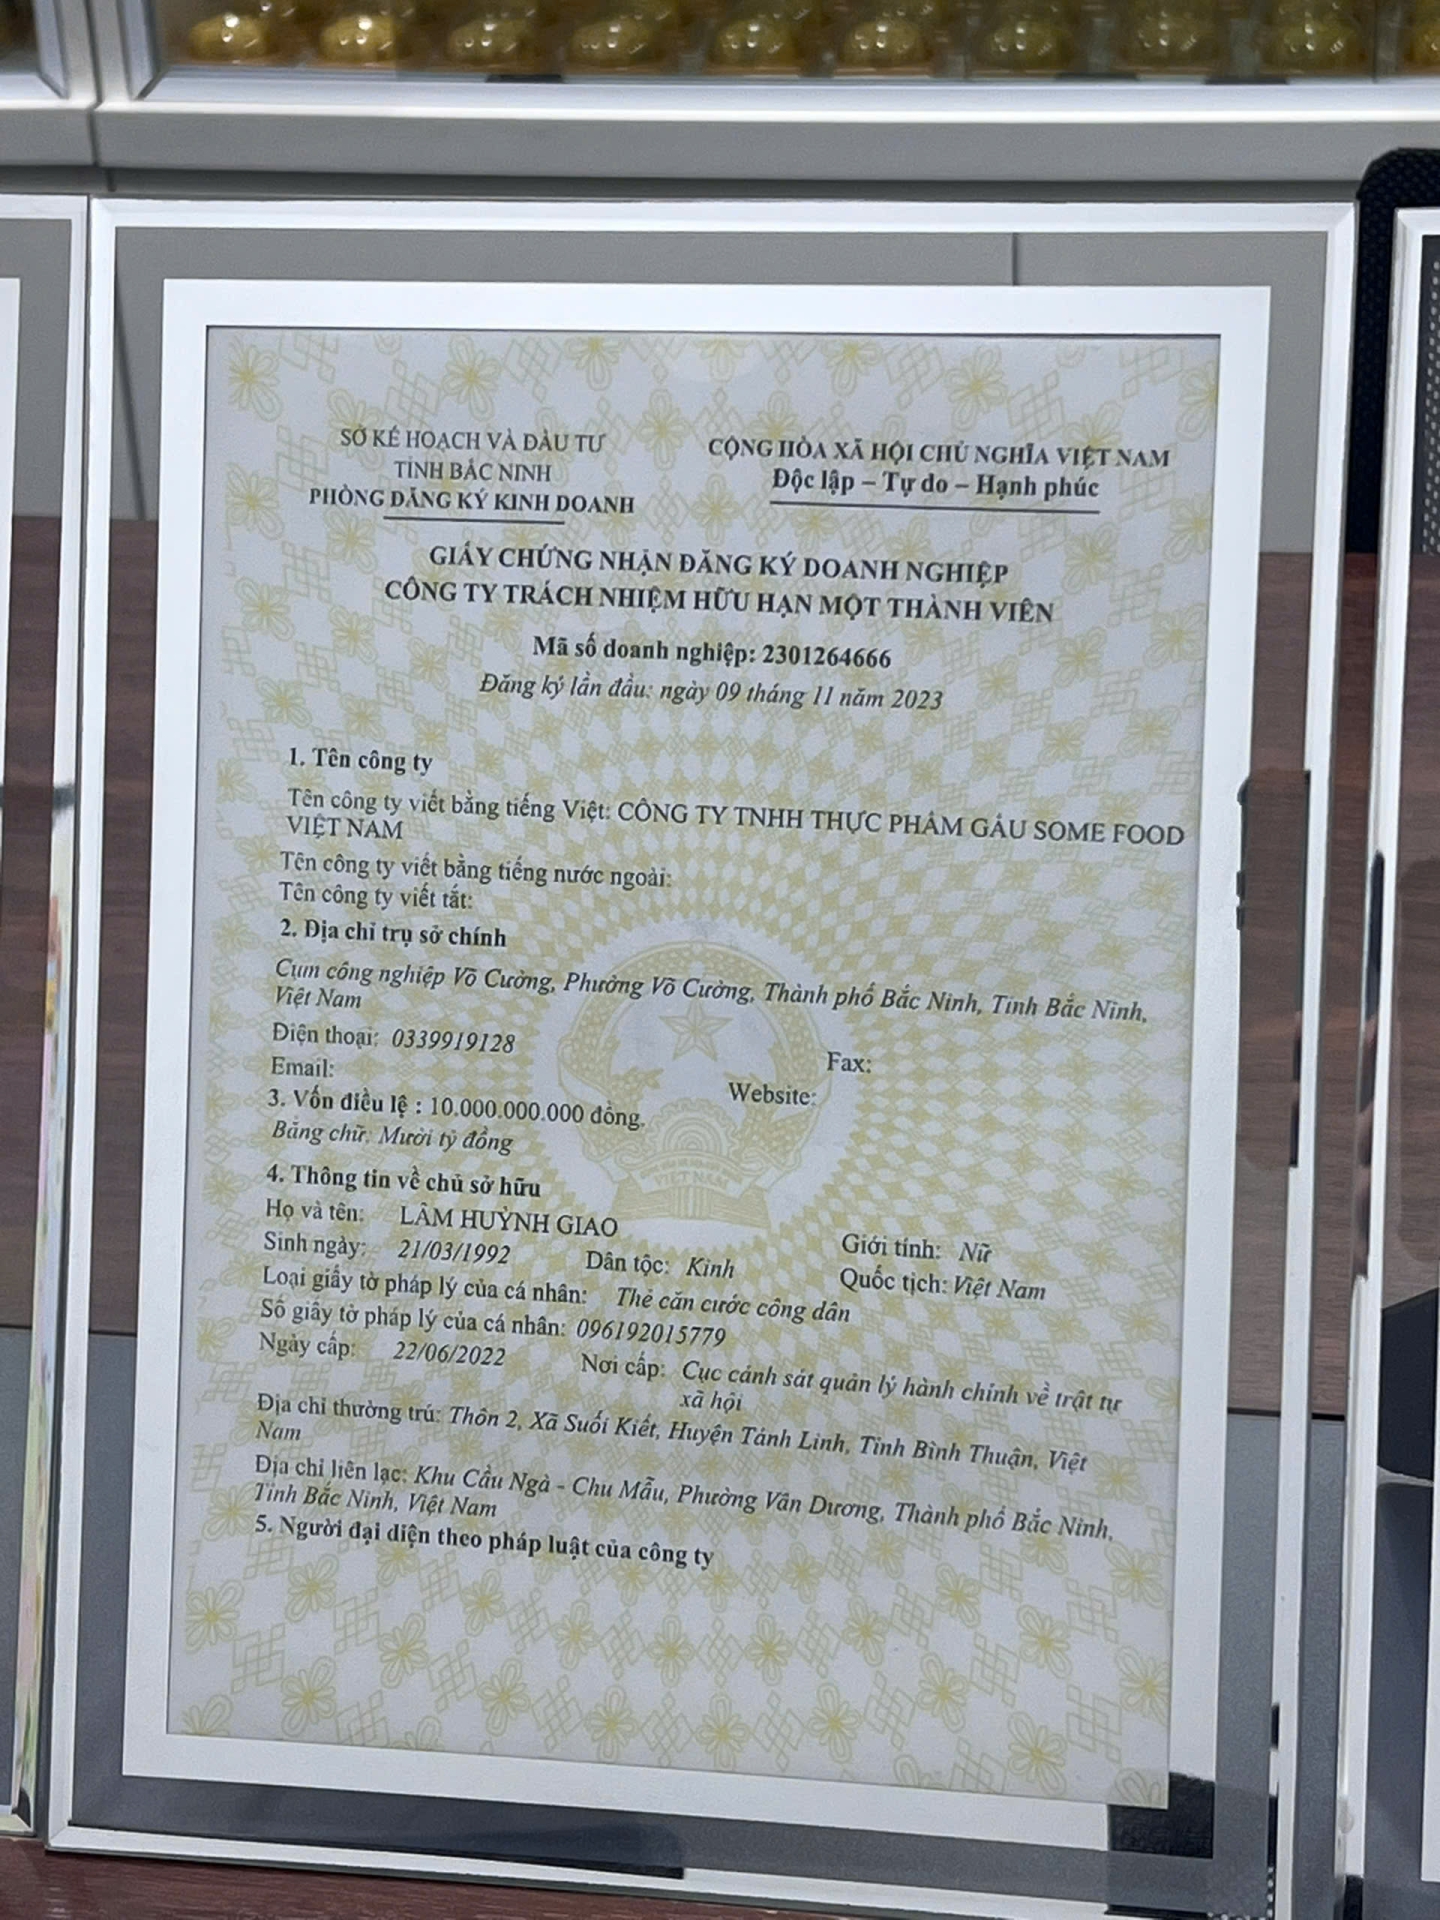 SỞ KẾ HOẠCH VÀ ĐẦU TƯ
TỈNH BẮC NINH
PHÒNG ĐĂNG KÝ KINH DOANH
CỘNG HÒA XÃ HỘI CHỦ NGHĨA VIỆT NAM
Độc lập – Tự do – Hạnh phúc
GIẤY CHỨNG NHẬN ĐĂNG KÝ DOANH NGHIỆP
CÔNG TY TRÁCH NHIỆM HỮU HẠN MỘT THÀNH VIÊN
Mã số doanh nghiệp: 2301264666
Đăng ký lần đầu: ngày 09 tháng 11 năm 2023
1. Tên công ty
Tên công ty viết bằng tiếng Việt: CÔNG TY TNHH THỰC PHẨM GẤU SOME FOOD
VIỆT NAM
Tên công ty viết bằng tiếng nước ngoài:
Tên công ty viết tắt:
2. Địa chỉ trụ sở chính
Cụm công nghiệp Võ Cường, Phường Võ Cường, Thành phố Bắc Ninh, Tỉnh Bắc Ninh,
Việt Nam
Điện thoại: 0339919128 Fax:
Email: Website:
3. Vốn điều lệ : 10.000.000.000 đồng.
Bằng chữ: Mười tỷ đồng
4. Thông tin về chủ sở hữu
Họ và tên: LÂM HUỲNH GIAO Giới tính: Nữ
Sinh ngày: 21/03/1992 Dân tộc: Kinh Quốc tịch: Việt Nam
Loại giấy tờ pháp lý của cá nhân: Thẻ căn cước công dân
Số giấy tờ pháp lý của cá nhân: 096192015779
Ngày cấp: 22/06/2022 Nơi cấp: Cục cảnh sát quản lý hành chính về trật tự
xã hội
Địa chỉ thường trú: Thôn 2, Xã Suối Kiết, Huyện Tánh Linh, Tỉnh Bình Thuận, Việt
Nam
Địa chỉ liên lạc: Khu Cầu Ngà - Chu Mẫu, Phường Vân Dương, Thành phố Bắc Ninh,
Tỉnh Bắc Ninh, Việt Nam
5. Người đại diện theo pháp luật của công ty
VIỆT NAM